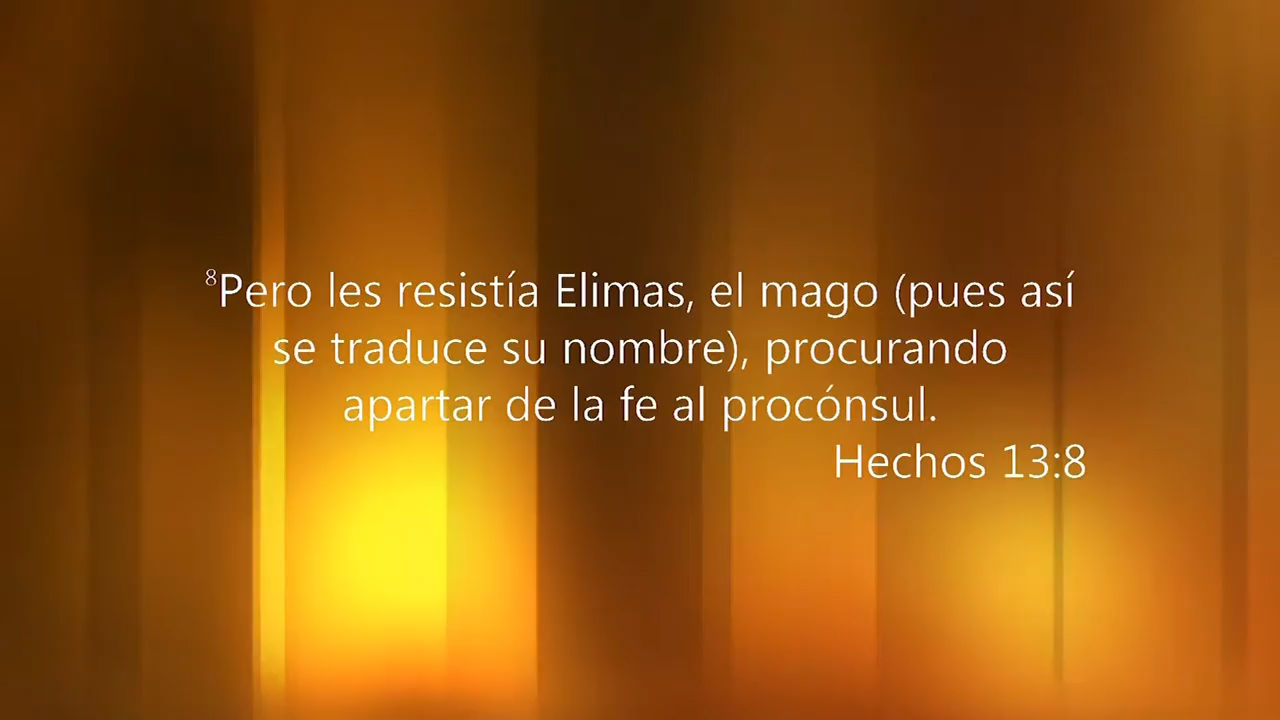 ⁸Pero les resistía Elimas, el mago (pues así
se traduce su nombre), procurando
apartar de la fe al procónsul.
Hechos 13:8